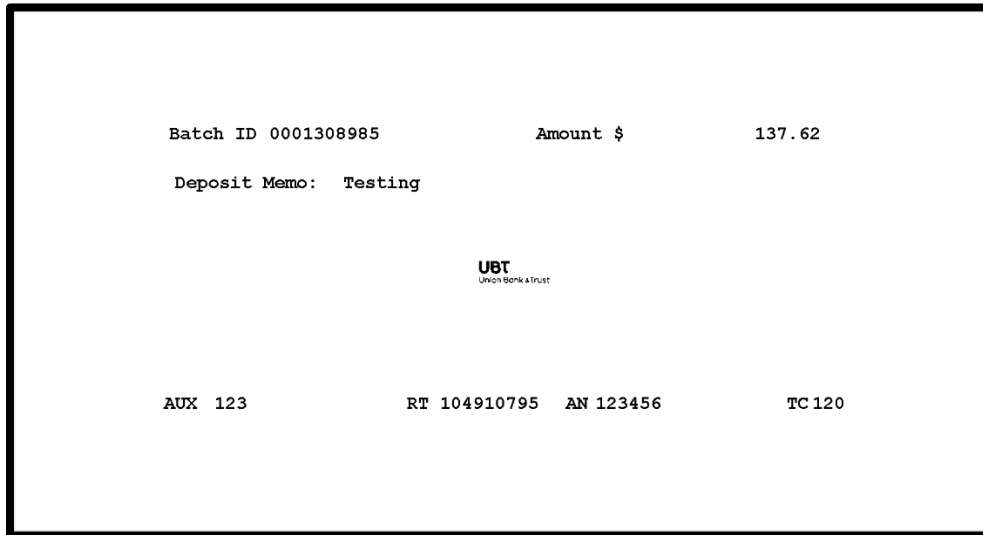 Batch ID 0001308985 Amount $ 137.62
Deposit Memo: Testing
UBT
Union Bank & Trust
AUX 123 RT 104910795 AN 123456 TC 120